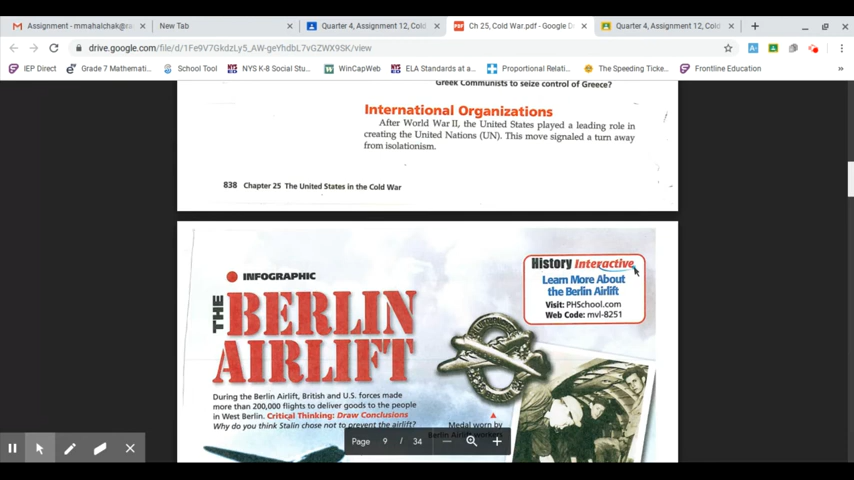 Assignment - mmahalchak@ra
New Tab
Quarter 4, Assignment 12, Cold
Ch 25, Cold War.pdf - Google D
Quarter 4, Assignment 12, Cold
drive.google.com/file/d/1Fe9V7GkdzLy5_AW-geYhdbL7vGZWX9SK/view
IEP Direct
Grade 7 Mathemati...
School Tool
NYS K-8 Social Stu...
WinCapWeb
ELA Standards at a...
Proportional Relati...
The Speeding Ticke...
Frontline Education
Greek Communists to seize control of Greece?
International Organizations
After World War II, the United States played a leading role in
creating the United Nations (UN). This move signaled a turn away
from isolationism.
838 Chapter 25 The United States in the Cold War
INFOGRAPHIC
THE
BERLIN
AIRLIFT
During the Berlin Airlift, British and U.S. forces made
more than 200,000 flights to deliver goods to the people
in West Berlin. Critical Thinking: Draw Conclusions
Why do you think Stalin chose not to prevent the airlift?
History Interactive
Learn More About
the Berlin Airlift
Visit: PHSchool.com
Web Code: mvl-8251
BERLIN
Medal worn by
Berlin Airlift workers
Page 9 / 34